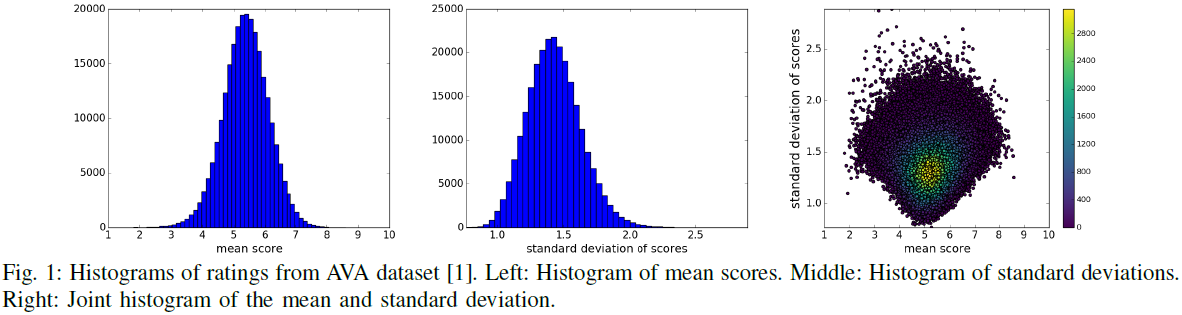 20000
15000
10000
5000
0
1 2 3 4 5 6 7 8 9 10
mean score
25000
20000
15000
10000
5000
0
1.0 1.5 2.0 2.5
standard deviation of scores
standard deviation of scores
2.5
2.0
1.5
1.0
1 2 3 4 5 6 7 8 9 10
mean score
2800
2400
2000
1600
1200
800
400
0
Fig. 1: Histograms of ratings from AVA dataset [1]. Left: Histogram of mean scores. Middle: Histogram of standard deviations.
Right: Joint histogram of the mean and standard deviation.